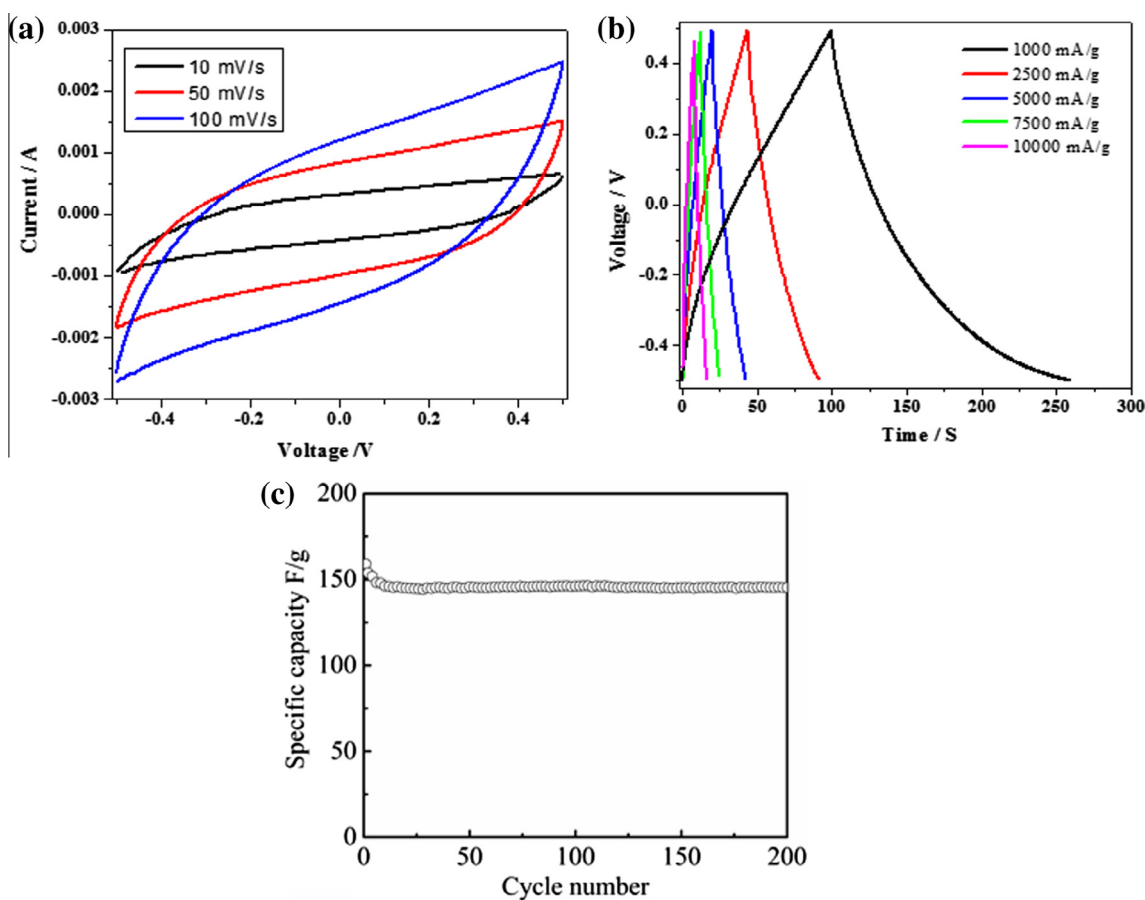 (a)
0.003
0.002
0.001
0.000
-0.001
-0.002
-0.003
Current / A
10 mV/s
50 mV/s
100 mV/s
-0.4
-0.2
0.0
0.2
0.4
Voltage /V
(b)
0.4
0.2
0.0
-0.2
-0.4
Voltage / V
1000 mA/g
2500 mA/g
5000 mA/g
7500 mA/g
10000 mA/g
0
50
100
150
200
250
300
Time / S
(c)
200
150
100
50
0
Specific capacity F/g
0
50
100
150
200
Cycle number